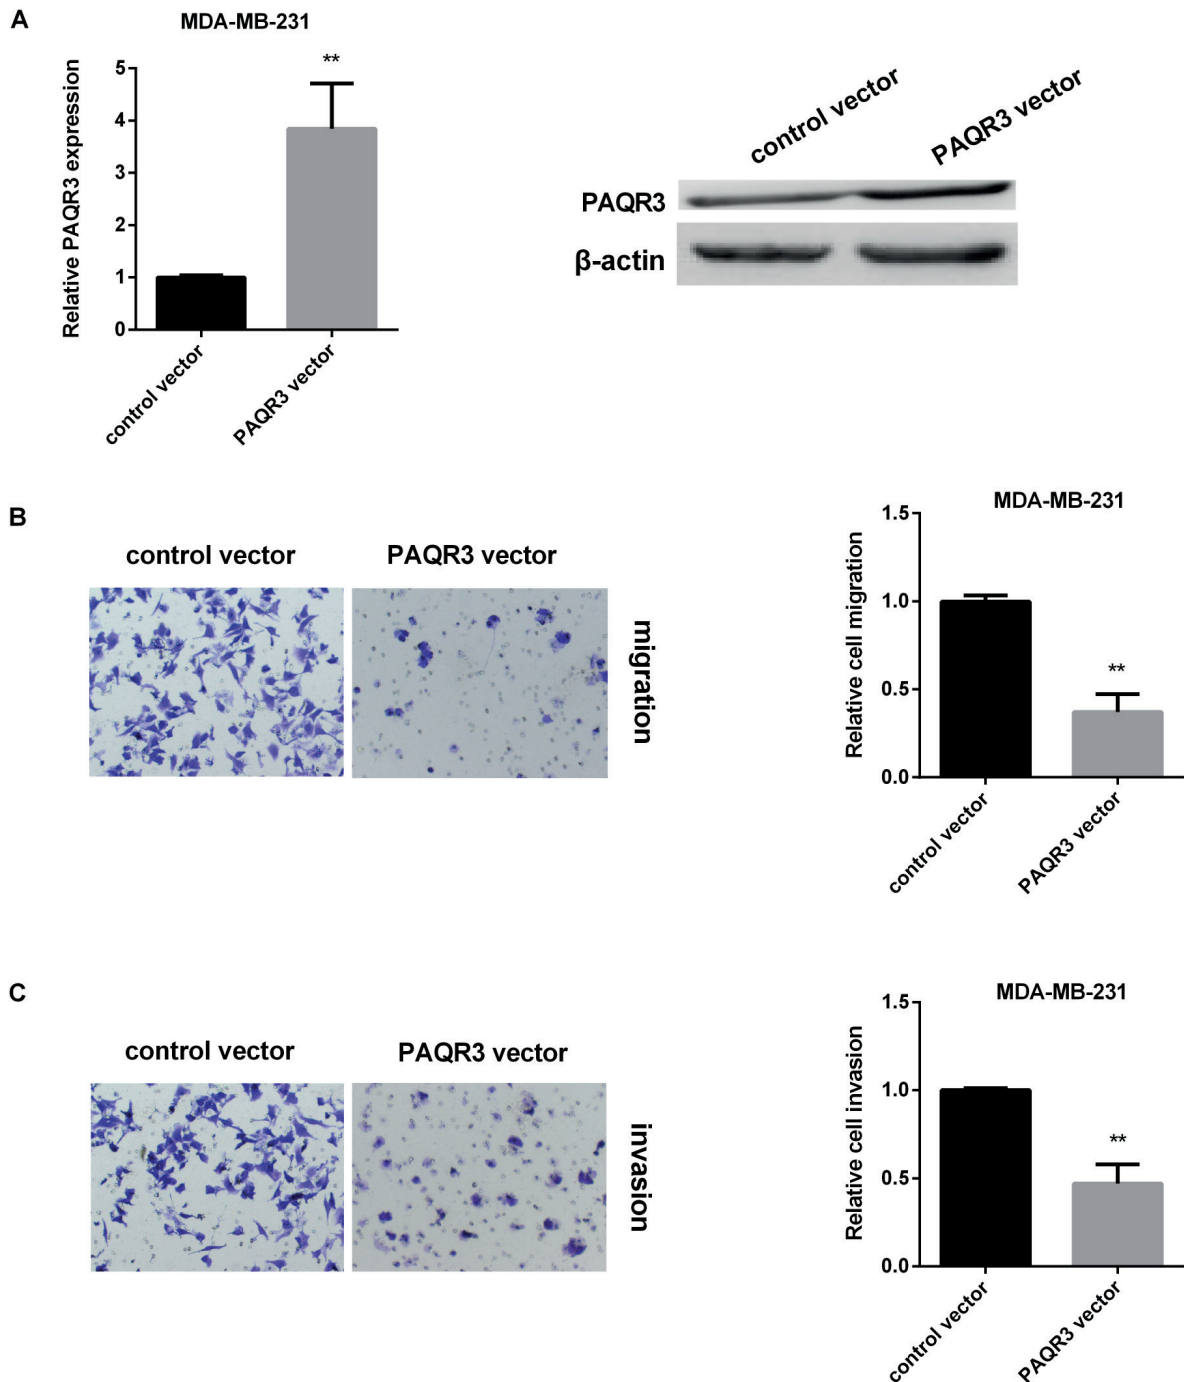 A
MDA-MB-231
Relative PAQR3 expression
5
4
3
2
1
0
**
control vector
PAQR3 vector
control vector
PAQR3 vector
PAQR3
β-actin
B
control vector
PAQR3 vector
migration
MDA-MB-231
Relative cell migration
1.5
1.0
0.5
0.0
**
control vector
PAQR3 vector
C
control vector
PAQR3 vector
invasion
MDA-MB-231
Relative cell invasion
1.5
1.0
0.5
0.0
**
control vector
PAQR3 vector